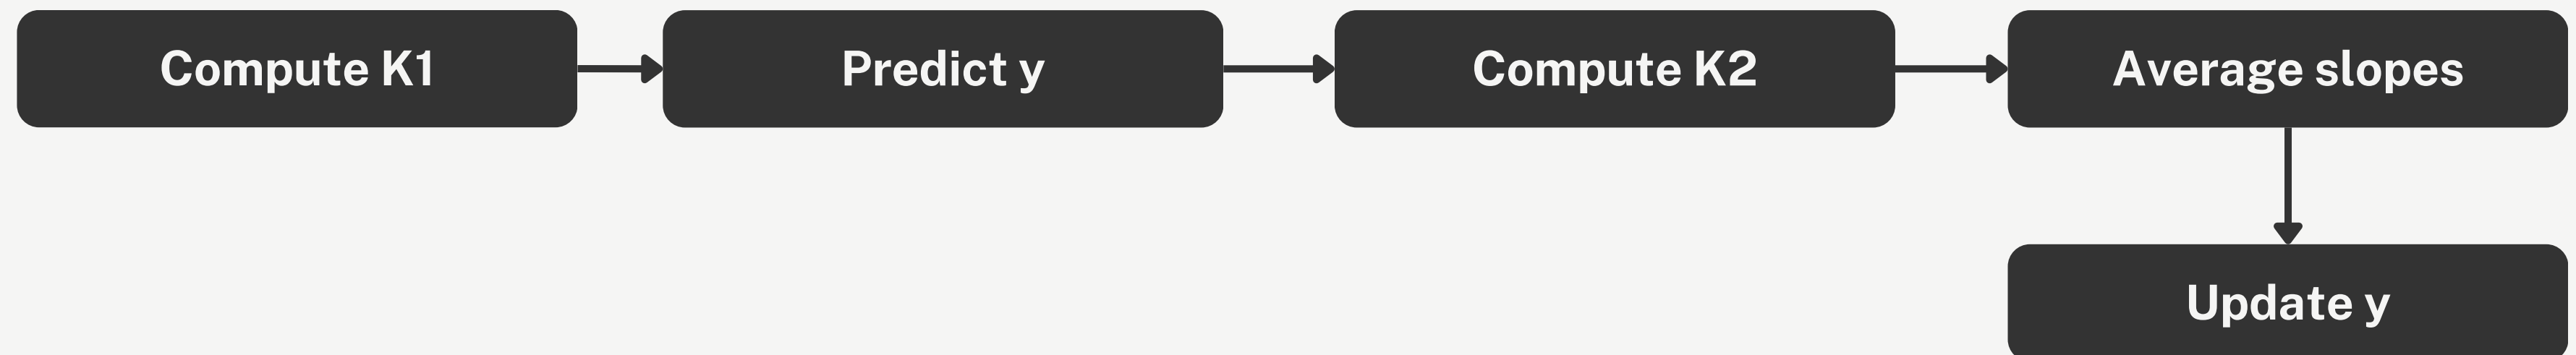 Compute K1
Predict y
Compute K2
Average slopes
Update y